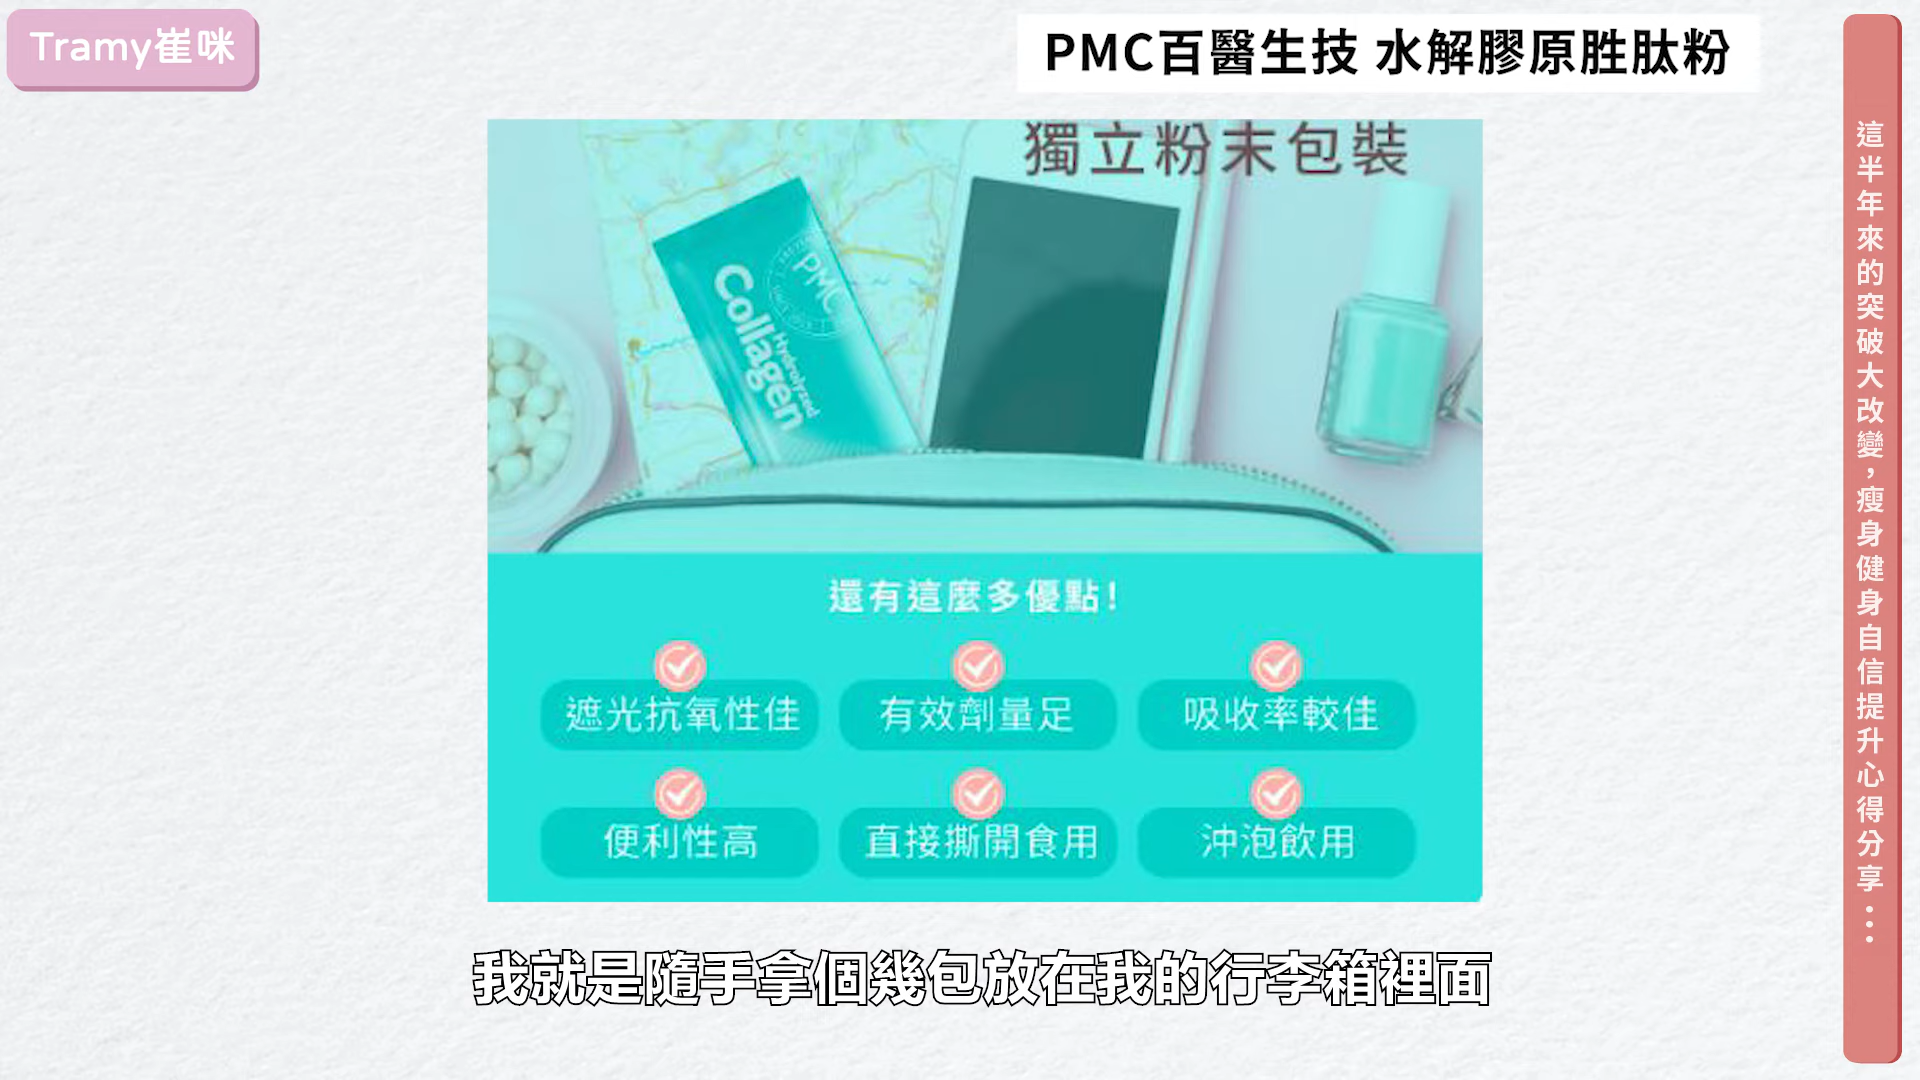 Tramy崔咪
PMC百醫生技 水解膠原胜肽粉
獨立粉末包裝
PMC
Hydrolyzed
Collagen
還有這麼多優點!
遮光抗氧性佳
有效劑量足
吸收率較佳
便利性高
直接撕開食用
沖泡飲用
我就是隨手拿個幾包放在我的行李箱裡面
這半年來的突破大改變,瘦身健身自信提升心得分享...